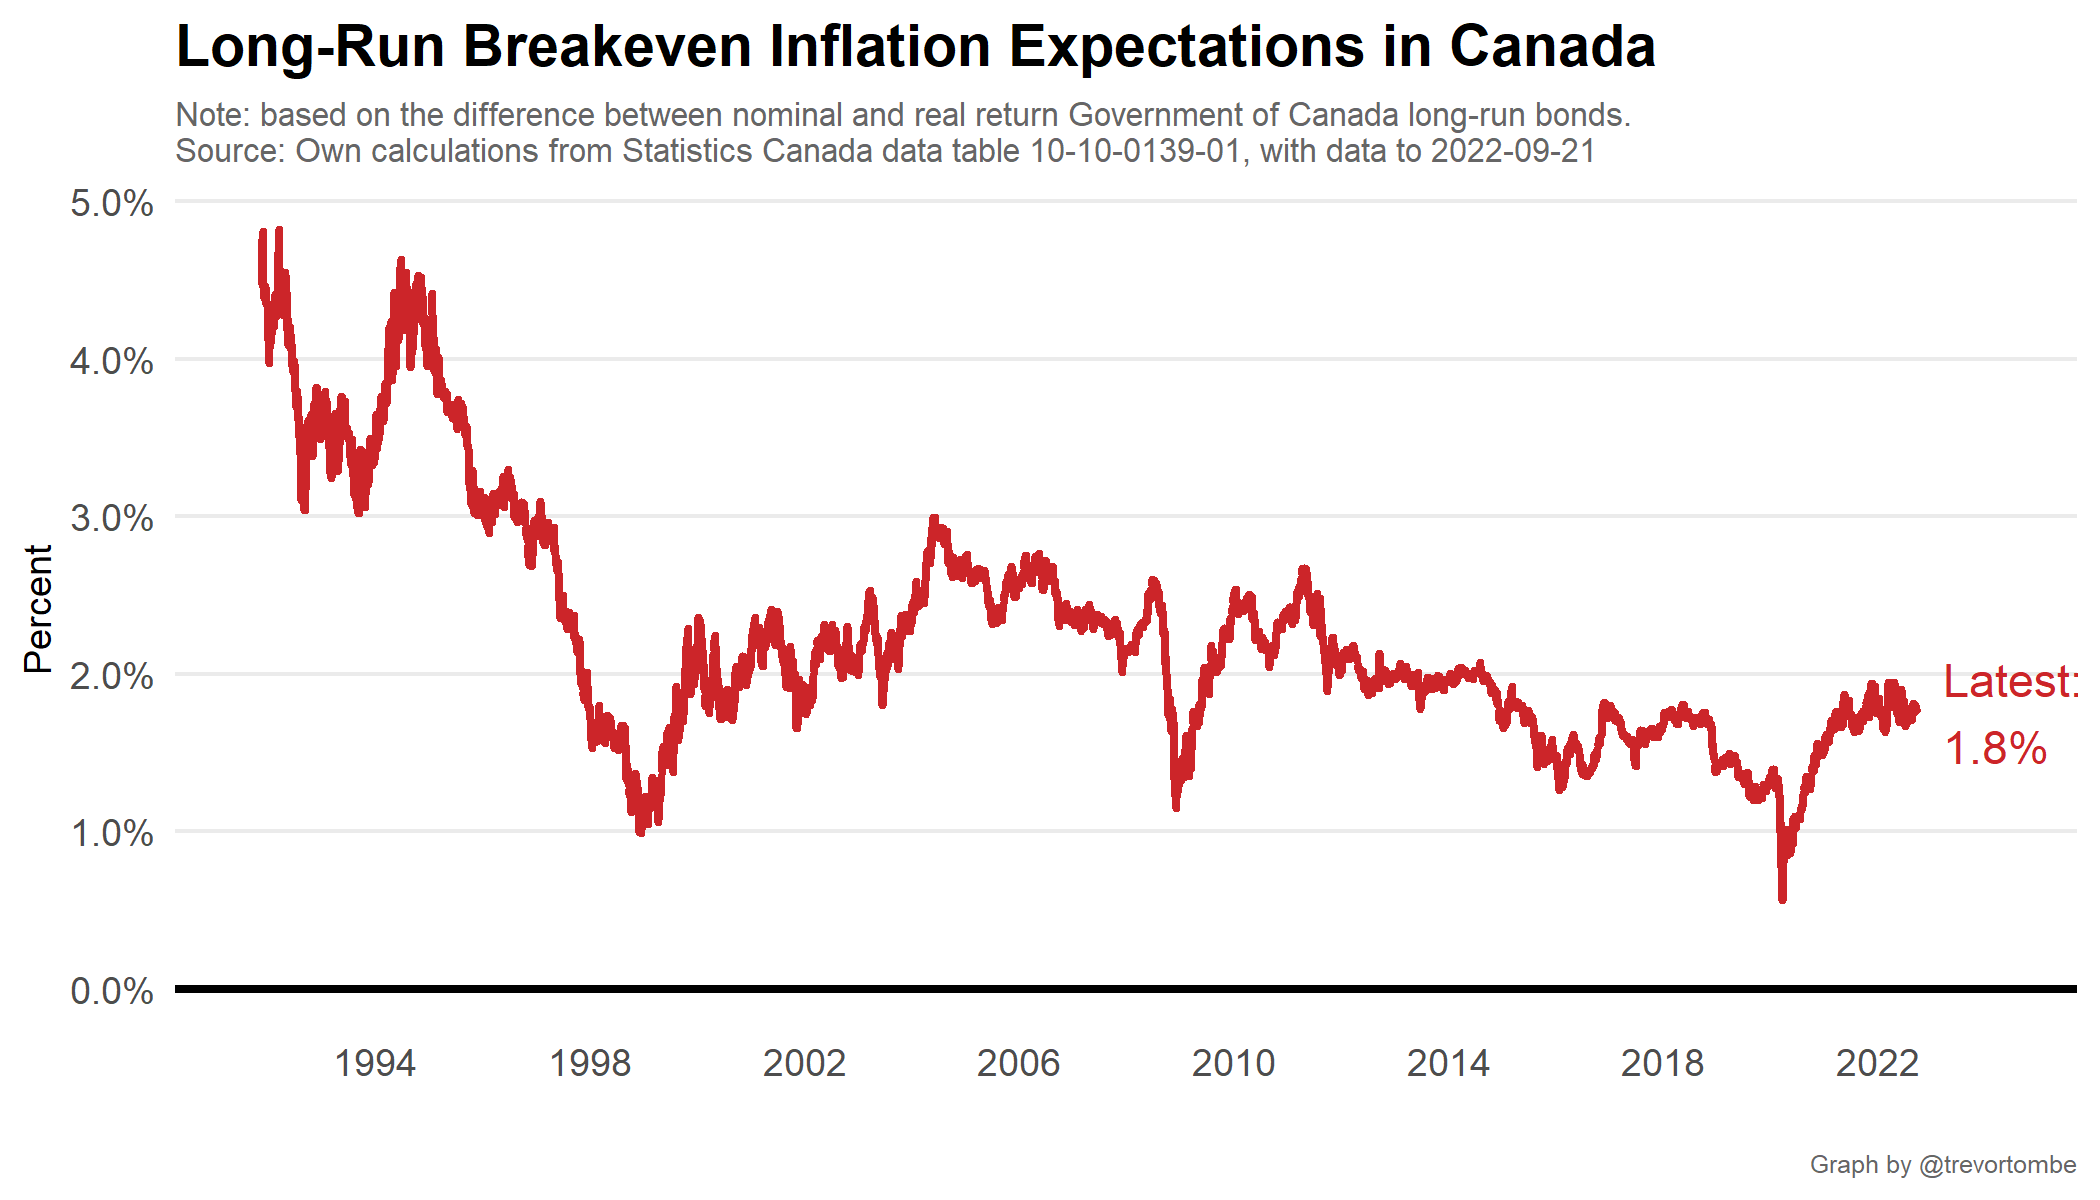 Long-Run Breakeven Inflation Expectations in Canada
Note: based on the difference between nominal and real return Government of Canada long-run bonds.
Source: Own calculations from Statistics Canada data table 10-10-0139-01, with data to 2022-09-21
5.0%
4.0%
3.0%
2.0%
1.0%
0.0%
Percent
Latest:
1.8%
1994 1998 2002 2006 2010 2014 2018 2022
Graph by @trevortombe